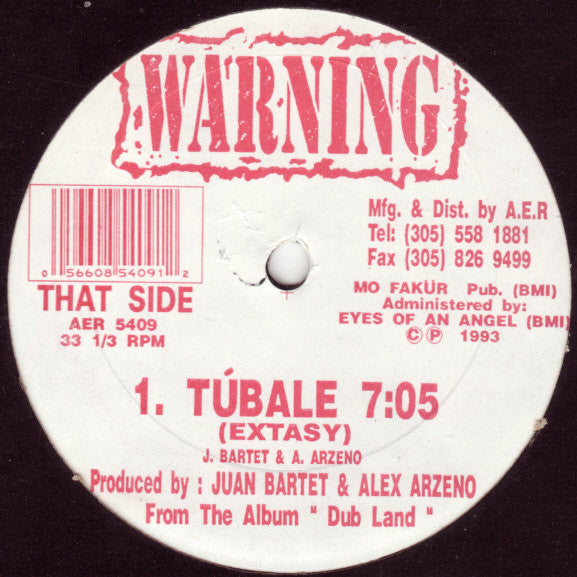 WARNING
Mfg. & Dist. by A.E.R
Tel: (305) 558 1881
Fax (305) 826 9499
0 56608 54091 2
THAT SIDE
AER 5409
33 1/3 RPM
MO FAKÜR Pub. (BMI)
Administered by:
EYES OF AN ANGEL (BMI)
©℗ 1993
1. TÚBALE 7:05
(EXTASY)
J. BARTET & A. ARZENO
Produced by : JUAN BARTET & ALEX ARZENO
From The Album " Dub Land "